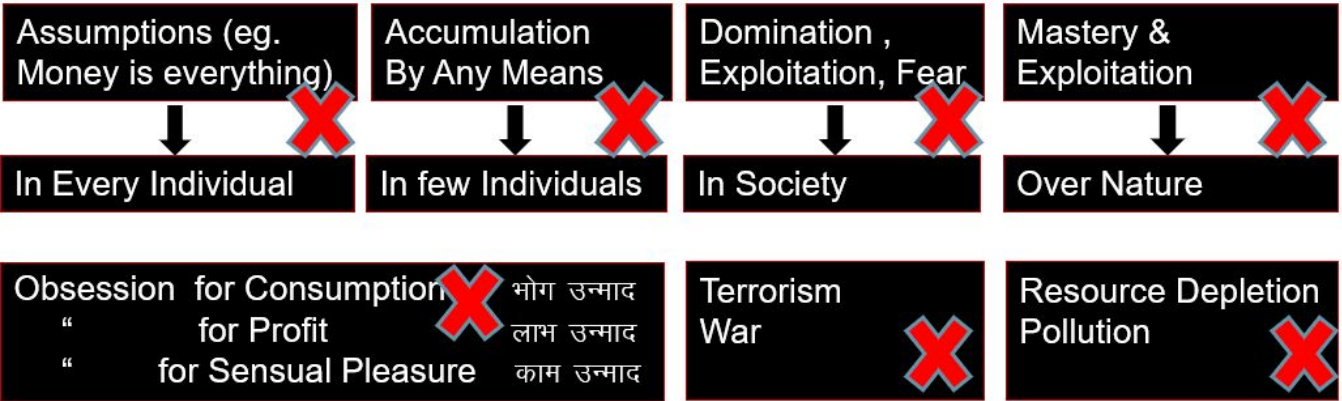 Assumptions (eg.
Money is everything)
Accumulation
By Any Means
Domination ,
Exploitation, Fear
Mastery &
Exploitation
In Every Individual
In few Individuals
In Society
Over Nature
Obsession for Consumption भोग उन्माद
“ for Profit लाभ उन्माद
“ for Sensual Pleasure काम उन्माद
Terrorism
War
Resource Depletion
Pollution